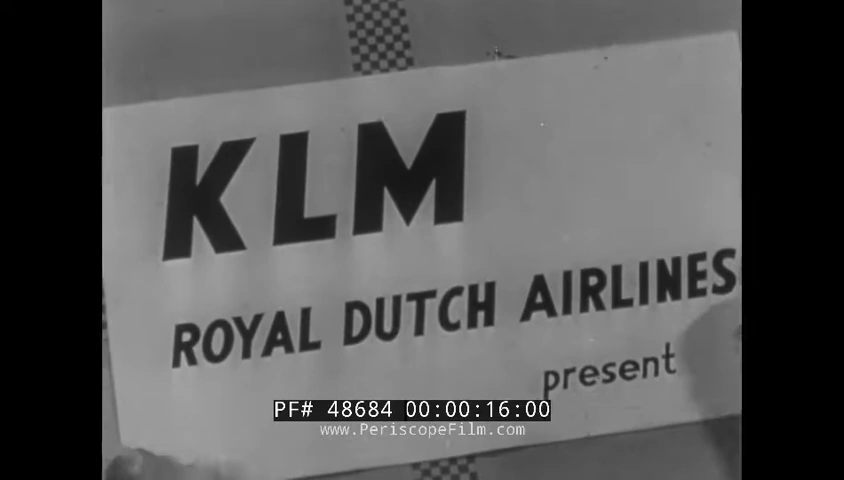 KLM
ROYAL DUTCH AIRLINES
present
PF# 48684 00:00:16:00
www.PeriscopeFilm.com